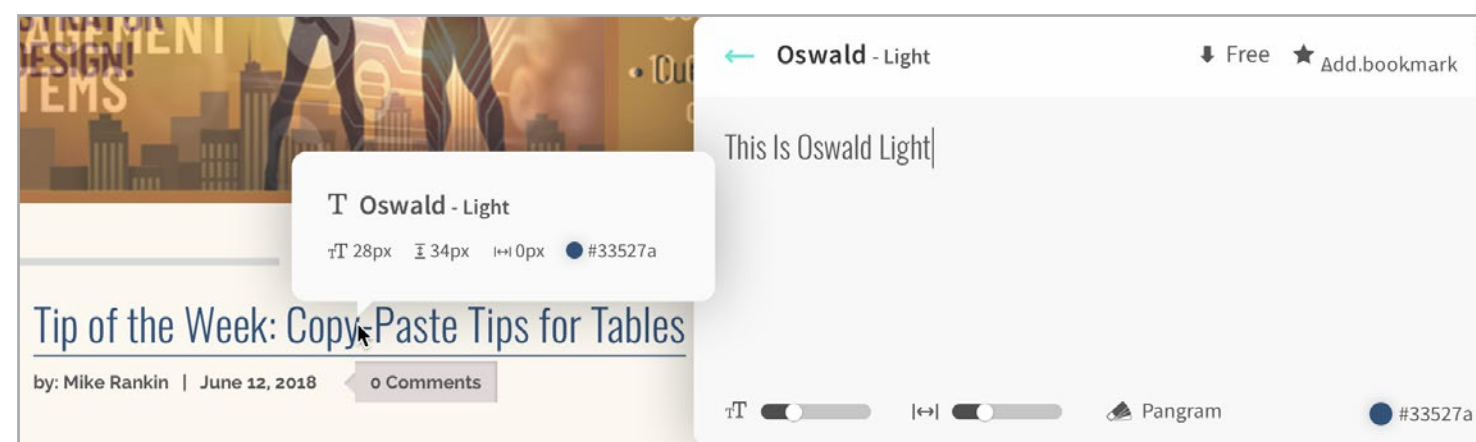 AGEMENT
DESIGN!
TEMS
Oswald - Light
28px 34px 0px #33527a
Tip of the Week: Copy-Paste Tips for Tables
by: Mike Rankin | June 12, 2018 0 Comments
Oswald - Light Free Add.bookmark
This Is Oswald Light
Pangram #33527a